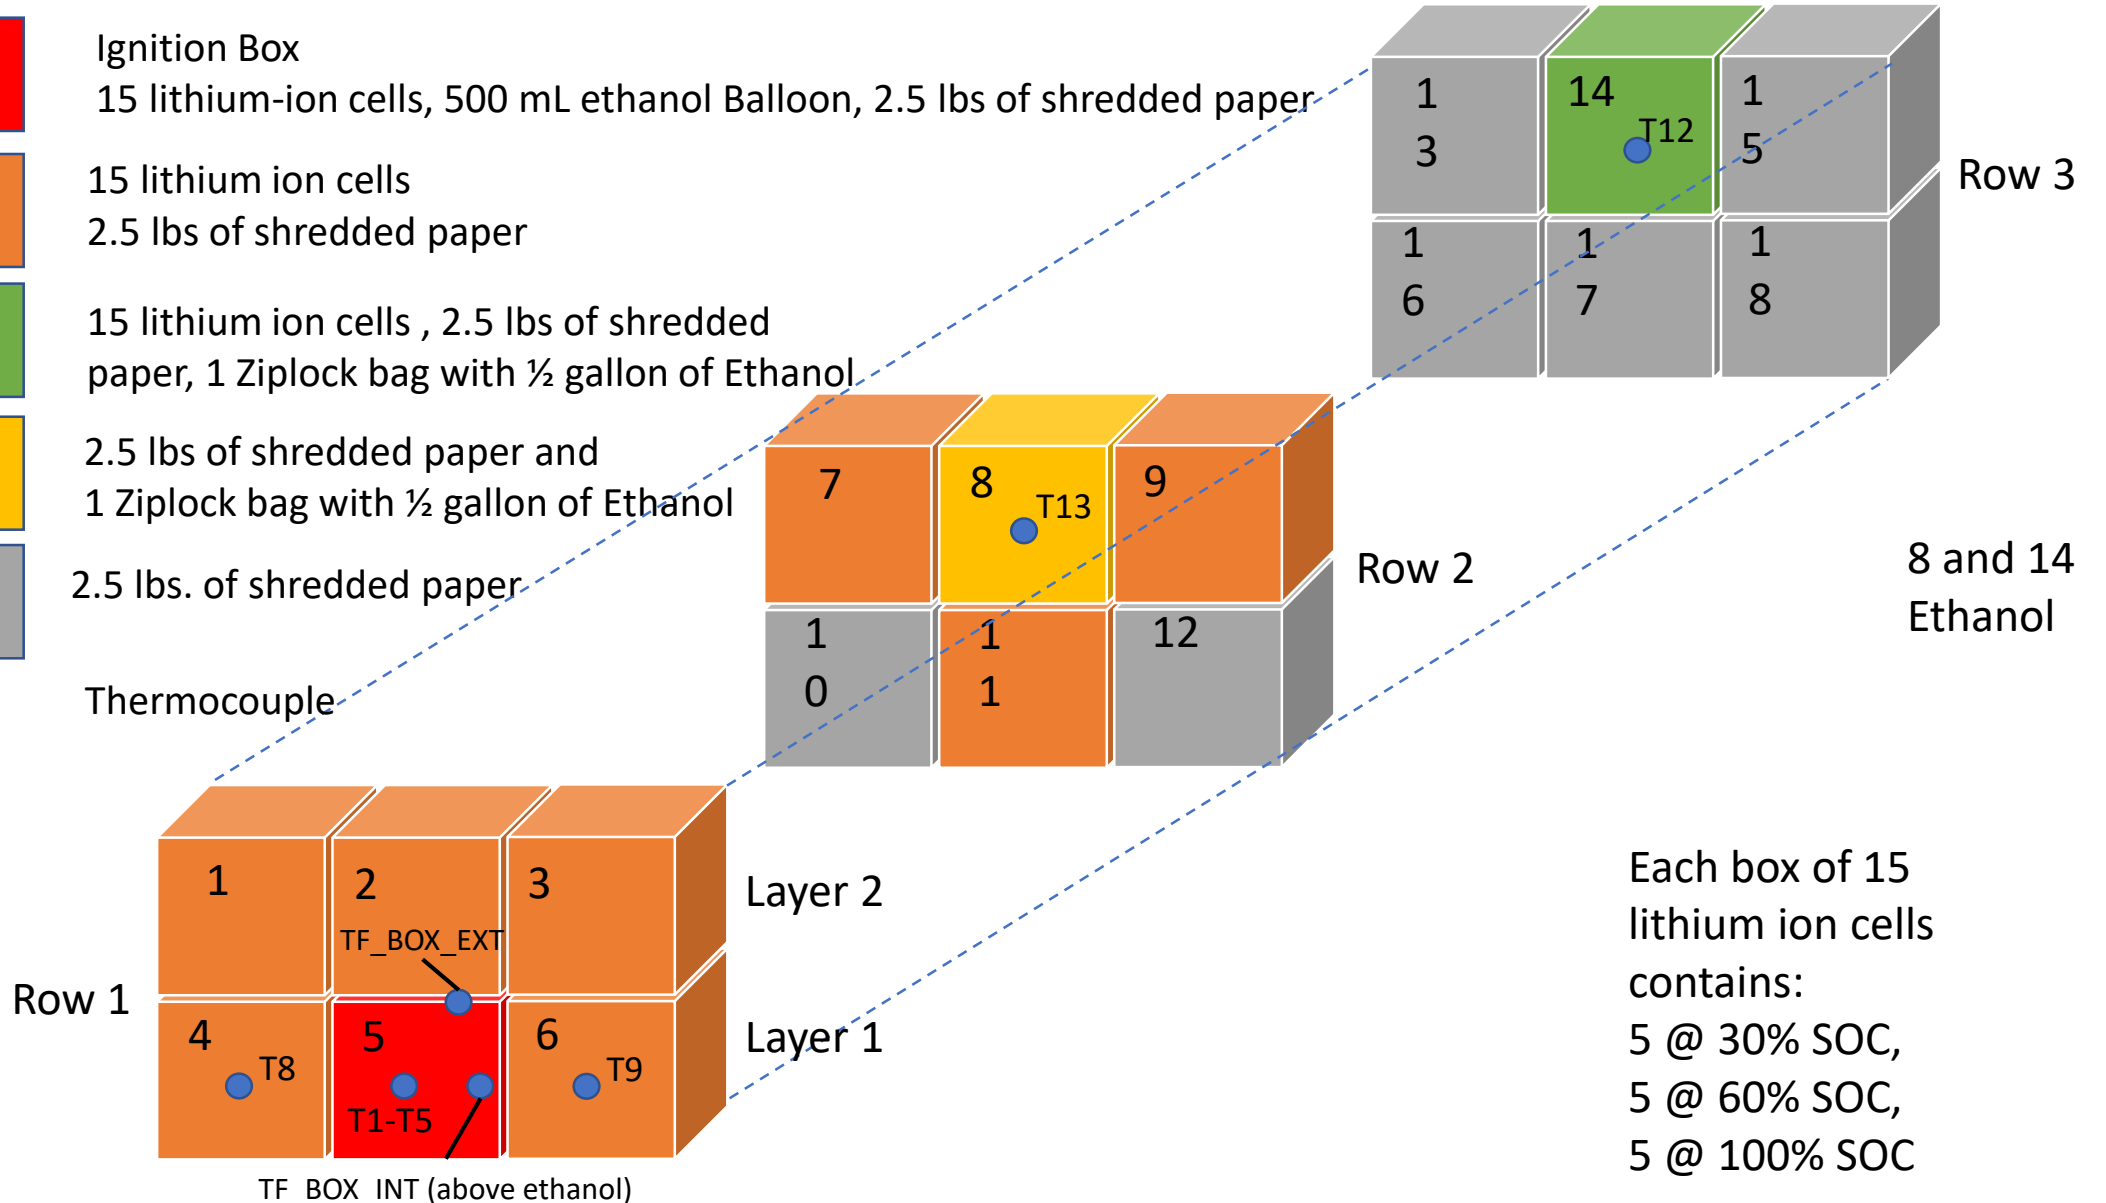 Ignition Box
15 lithium-ion cells, 500 mL ethanol Balloon, 2.5 lbs of shredded paper
15 lithium ion cells
2.5 lbs of shredded paper
15 lithium ion cells , 2.5 lbs of shredded
paper, 1 Ziplock bag with ½ gallon of Ethanol
2.5 lbs of shredded paper and
1 Ziplock bag with ½ gallon of Ethanol
2.5 lbs. of shredded paper
Thermocouple
1
3
14
T12
1
5
Row 3
1
6
1
7
1
8
7
8
T13
9
Row 2
1
0
1
1
12
8 and 14
Ethanol
1
2
3
TF_BOX_EXT
Layer 2
Row 1
4
T8
5
T1-T5
6
T9
Layer 1
TF_BOX_INT (above ethanol)
Each box of 15
lithium ion cells
contains:
5 @ 30% SOC,
5 @ 60% SOC,
5 @ 100% SOC